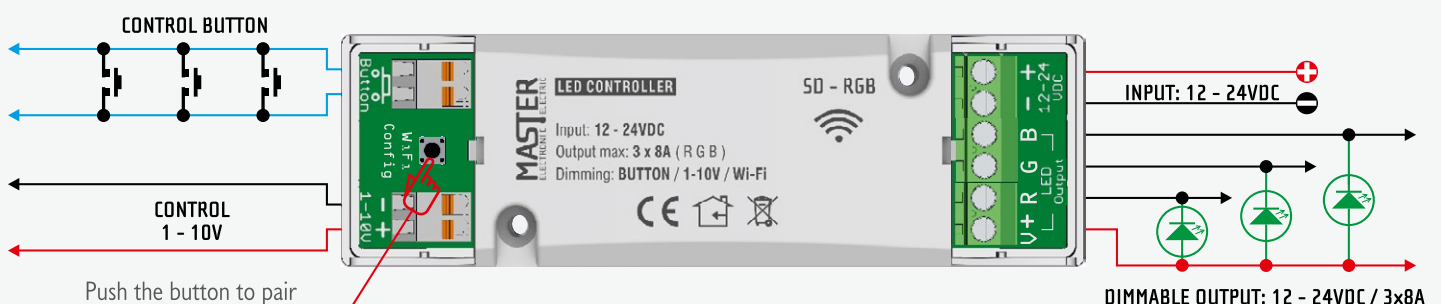 CONTROL BUTTON
Button
WiFi
Config
1-10V
-
+
CONTROL
1 - 10V
Push the button to pair
MASTER
ELECTRONIC ELECTRIC
LED CONTROLLER
Input: 12 - 24VDC
Output max: 3 x 8A ( R G B )
Dimming: BUTTON / 1-10V / Wi-Fi
CE
SD - RGB
+
-
12-24
VDC
B
G
R
V+
LED
Output
+
INPUT: 12 - 24VDC
-
DIMMABLE OUTPUT: 12 - 24VDC / 3x8A